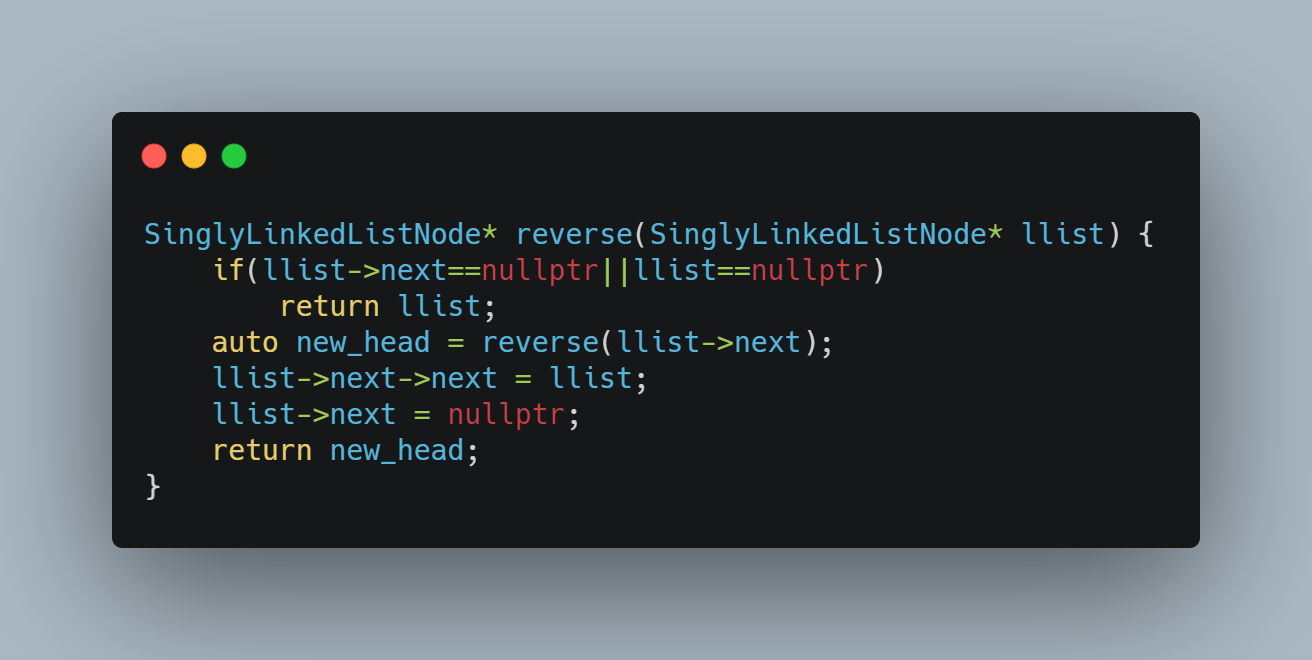 SinglyLinkedListNode* reverse(SinglyLinkedListNode* llist) {
    if(llist->next==nullptr||llist==nullptr)
        return llist;
    auto new_head = reverse(llist->next);
    llist->next->next = llist;
    llist->next = nullptr;
    return new_head;
}